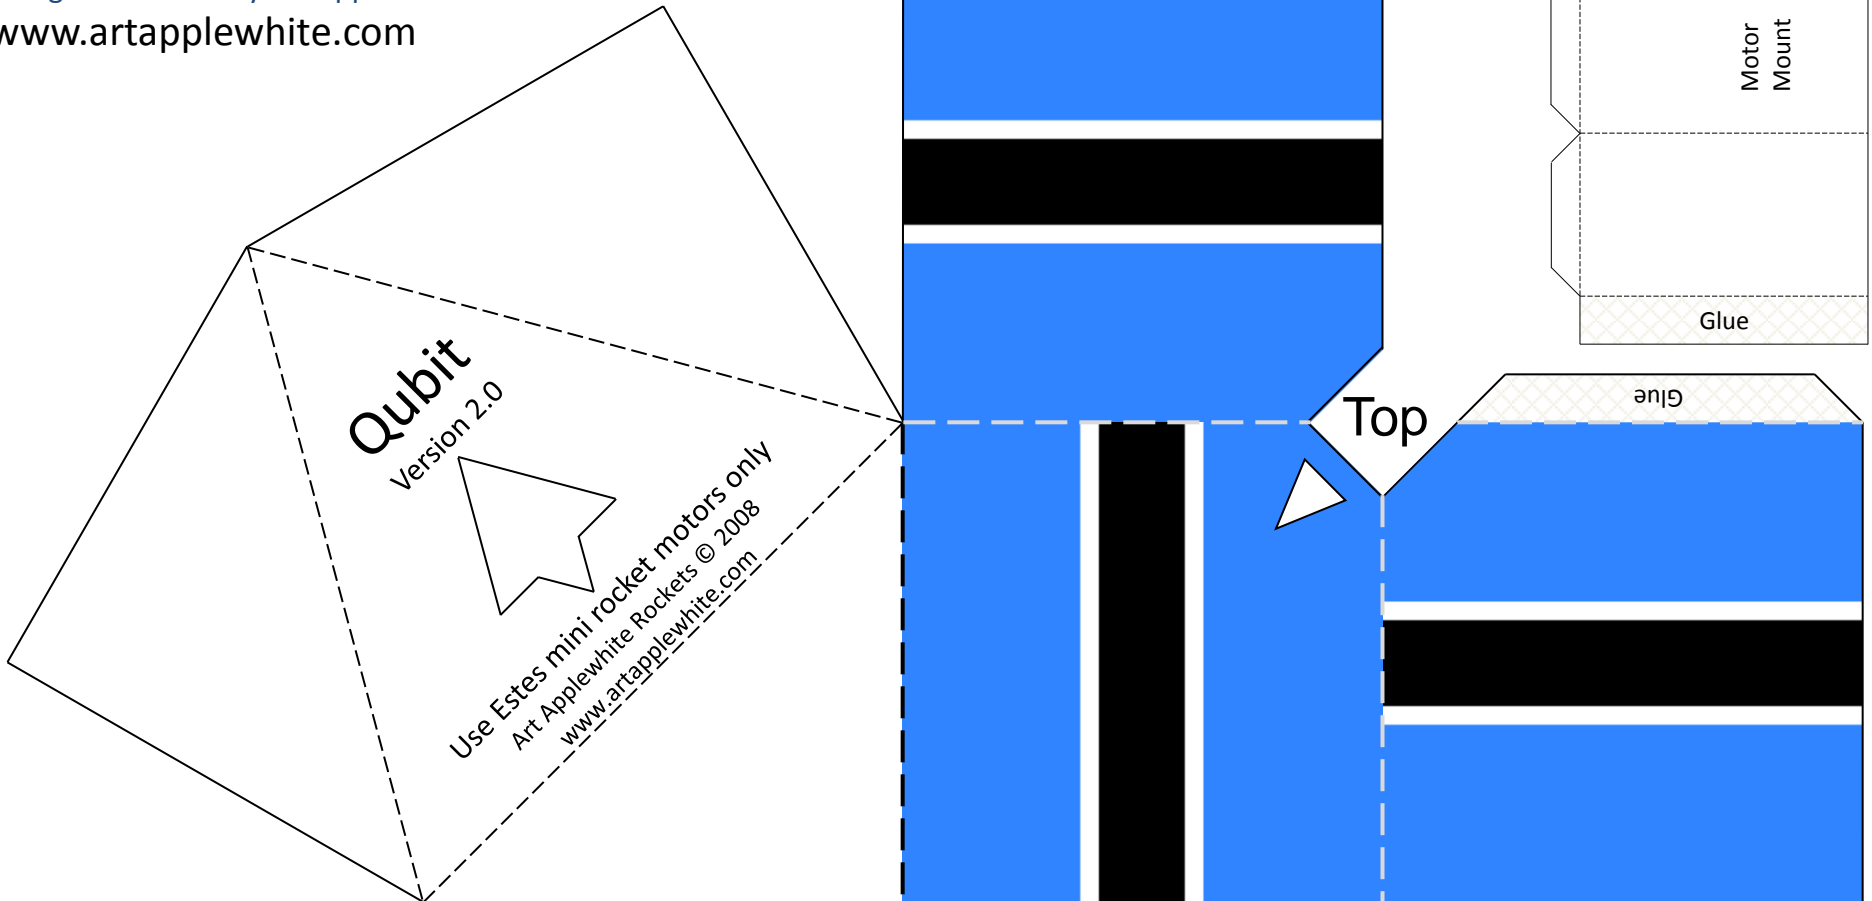 www.artapplewhite.com
Motor
Mount
Glue
Glue
Top
Qubit
Version 2.0
Use Estes mini rocket motors only
Art Applewhite Rockets © 2008
www.artapplewhite.com